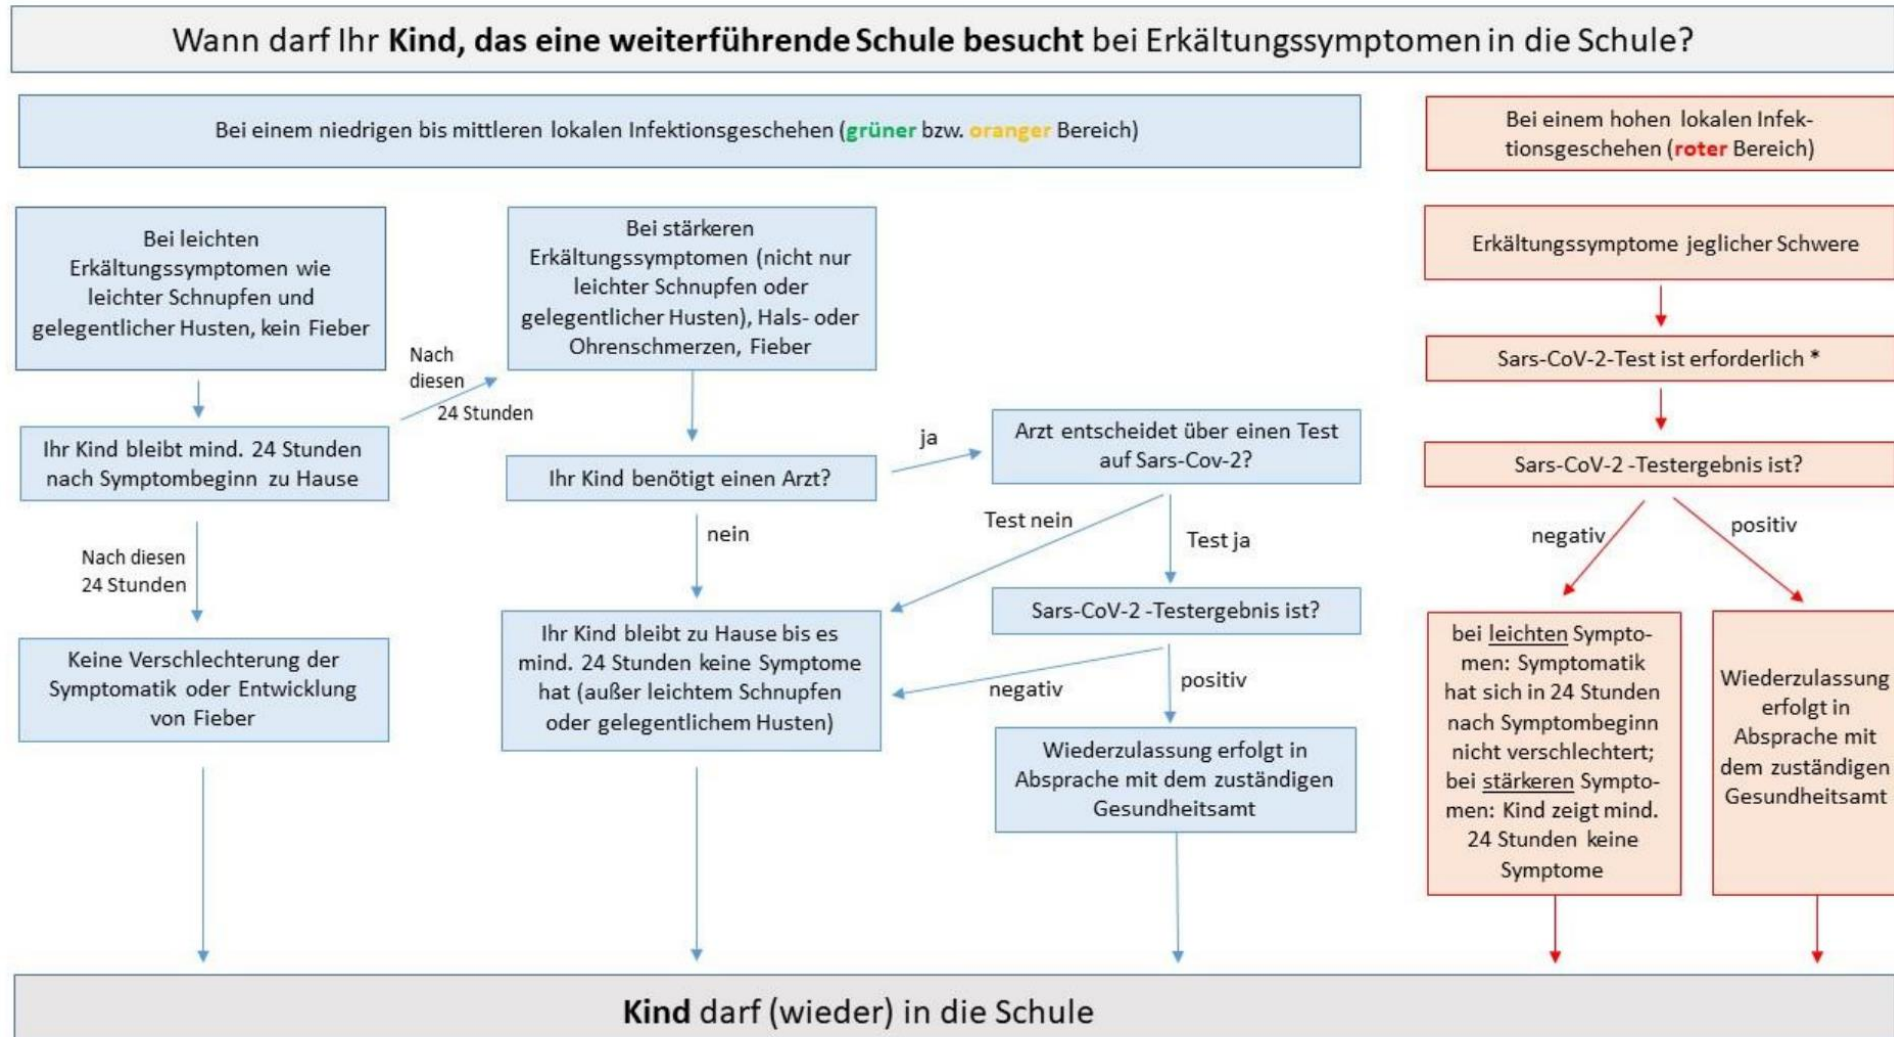 Wann darf Ihr Kind, das eine weiterführende Schule besucht bei Erkältungssymptomen in die Schule?
Bei einem niedrigen bis mittleren lokalen Infektionsgeschehen (grüner bzw. oranger Bereich)
Bei leichten
Erkältungssymptomen wie
leichter Schnupfen und
gelegentlicher Husten, kein Fieber
Nach
diesen
24 Stunden
Ihr Kind bleibt mind. 24 Stunden
nach Symptombeginn zu Hause
Nach diesen
24 Stunden
Keine Verschlechterung der
Symptomatik oder Entwicklung
von Fieber
Bei stärkeren
Erkältungssymptomen (nicht nur
leichter Schnupfen oder
gelegentlicher Husten), Hals- oder
Ohrenschmerzen, Fieber
Ihr Kind benötigt einen Arzt?
ja
nein
Ihr Kind bleibt zu Hause bis es
mind. 24 Stunden keine Symptome
hat (außer leichtem Schnupfen
oder gelegentlichem Husten)
Arzt entscheidet über einen Test
auf Sars-Cov-2?
Test nein
Test ja
Sars-CoV-2 -Testergebnis ist?
negativ
positiv
Wiederzulassung erfolgt in
Absprache mit dem zuständigen
Gesundheitsamt
Bei einem hohen lokalen Infek-
tionsgeschehen (roter Bereich)
Erkältungssymptome jeglicher Schwere
Sars-CoV-2-Test ist erforderlich *
Sars-CoV-2 -Testergebnis ist?
negativ
positiv
bei leichten Sympto-
men: Symptomatik
hat sich in 24 Stunden
nach Symptombeginn
nicht verschlechtert;
bei stärkeren Sympto-
men: Kind zeigt mind.
24 Stunden keine
Symptome
Wiederzulassung
erfolgt in
Absprache mit
dem zuständigen
Gesundheitsamt
Kind darf (wieder) in die Schule